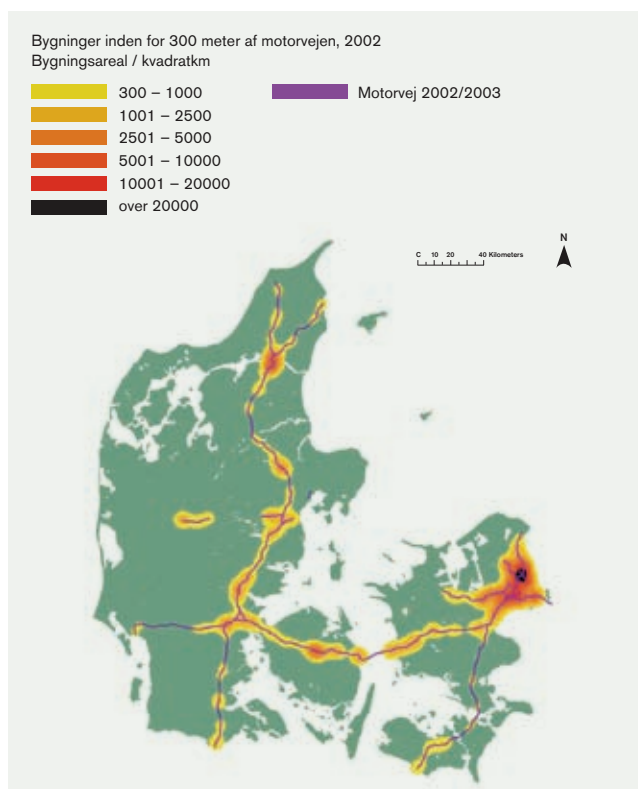 Bygninger inden for 300 meter af motorvejen, 2002
Bygningsareal / kvadratkm
300 – 1000
1001 – 2500
2501 – 5000
5001 – 10000
10001 – 20000
over 20000
Motorvej 2002/2003
C 10 20 40 Kilometers
N